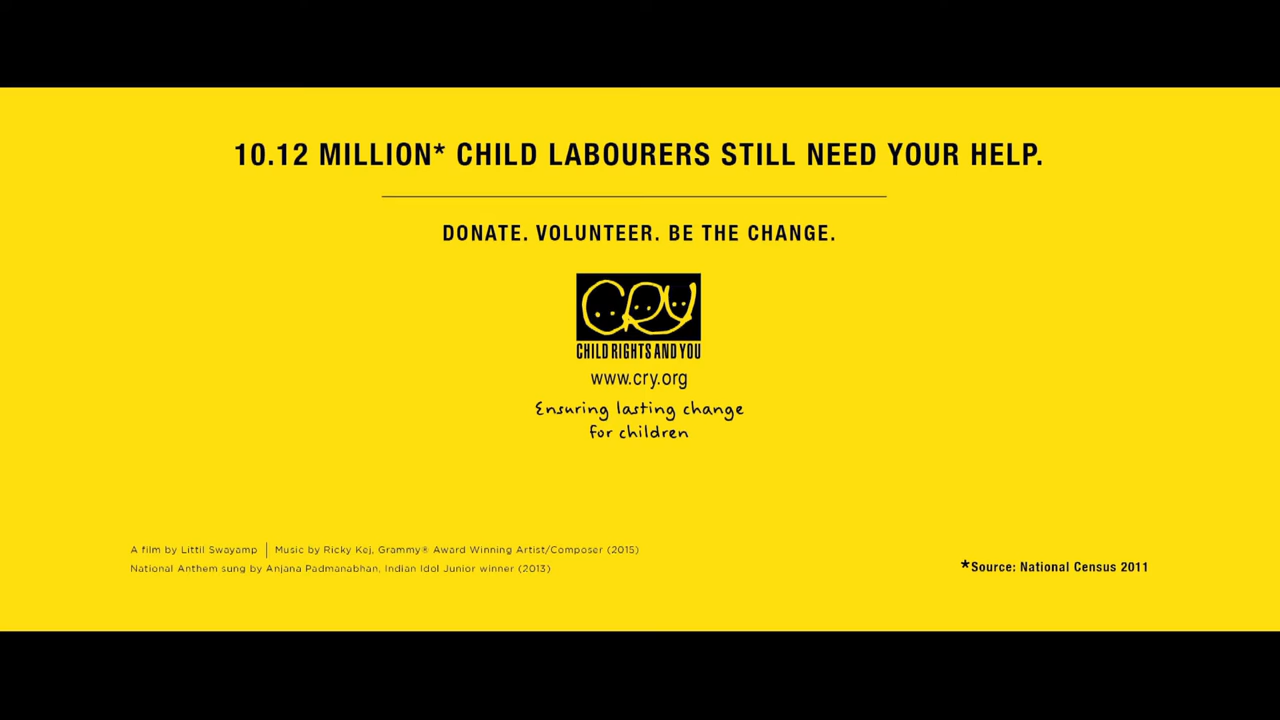 10.12 MILLION* CHILD LABOURERS STILL NEED YOUR HELP.
DONATE. VOLUNTEER. BE THE CHANGE.
CRY
CHILD RIGHTS AND YOU
www.cry.org
Ensuring lasting change
for children
A film by Littil Swayamp | Music by Ricky Kej, Grammy® Award Winning Artist/Composer (2015)
National Anthem sung by Anjana Padmanabhan, Indian Idol Junior winner (2013)
*Source: National Census 2011